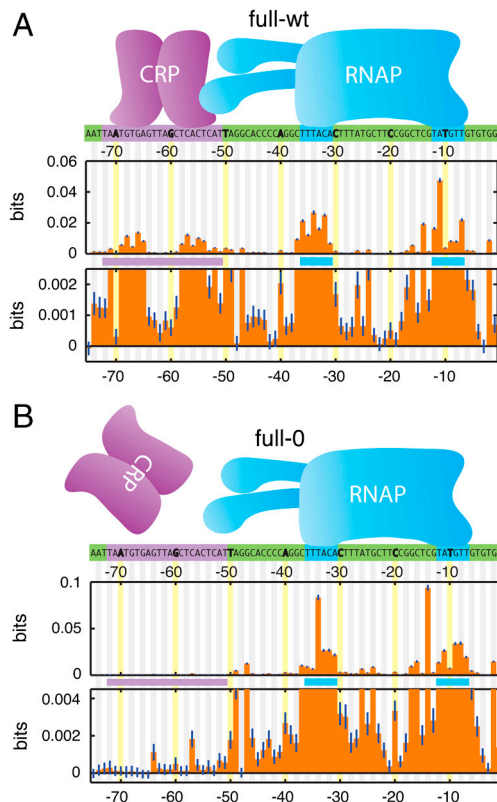 A
full-wt
CRP
RNAP
AATTAATGTGAGTTAGCTCACTCATTAGGCACCCCAGGCTTTACACTTTATGCTTCCGGCTCGTATGTTGTGTGG
-70 -60 -50 -40 -30 -20 -10
0.06
0.04
0.02
0
bits
0.002
0.001
0
bits
-70 -60 -50 -40 -30 -20 -10
B
full-0
CRP
RNAP
AATTAATGTGAGTTAGCTCACTCATTAGGCACCCCAGGCTTTACACTTTATGCTTCCGGCTCGTATGTTGTGTG
-70 -60 -50 -40 -30 -20 -10
0.1
0.05
0
bits
0.004
0.002
0
bits
-70 -60 -50 -40 -30 -20 -10